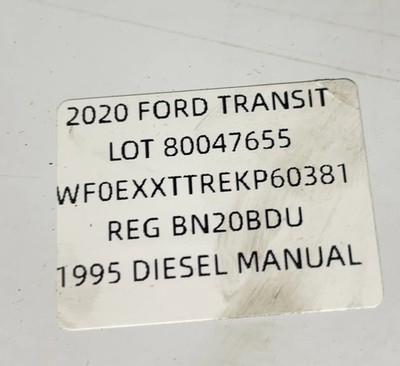 2020 FORD TRANSIT
LOT 80047655
WF0EXXTTREKP60381
REG BN20BDU
1995 DIESEL MANUAL